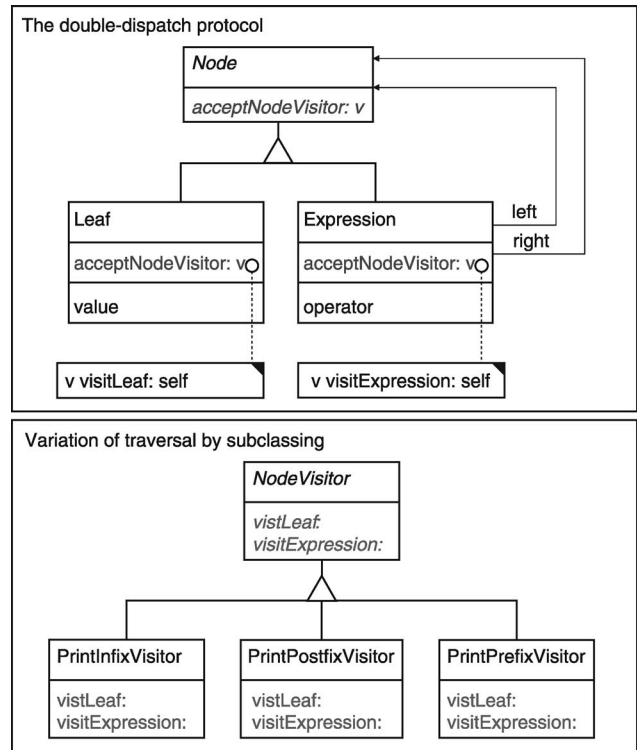 The double-dispatch protocol
Node
acceptNodeVisitor: v
Leaf
acceptNodeVisitor: v
value
Expression
acceptNodeVisitor: v
operator
left
right
v visitLeaf: self
v visitExpression: self
Variation of traversal by subclassing
NodeVisitor
vistLeaf:
visitExpression:
PrintInfixVisitor
vistLeaf:
visitExpression:
PrintPostfixVisitor
vistLeaf:
visitExpression:
PrintPrefixVisitor
vistLeaf:
visitExpression: